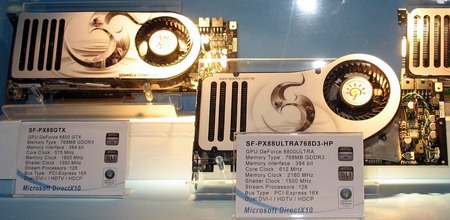 SF-PX88GTX
GPU GeForce 8800 GTX
Memory Type : 768MB GDDR3
Memory Interface : 384 bit
Core Clock : 575 MHz
Memory Clock : 1800 MHz
Shader Clock : 1350 MHz
Stream Processors : 128
Bus Type : PCI-Express 16X
Dual DVI-I / HDTV / HDCP
Microsoft DirectX10
SF-PX88ULTRA768D3-HP
GPU GeForce 8800ULTRA
Memory Type : 768MB GDDR3
Memory Interface : 384 bit
Core Clock : 612 MHz
Memory Clock : 2160 MHz
Shader Clock : 1500 MHz
Stream Processors : 128
Bus Type : PCI-Express 16X
Dual DVI-I / HDTV / HDCP
Microsoft DirectX10